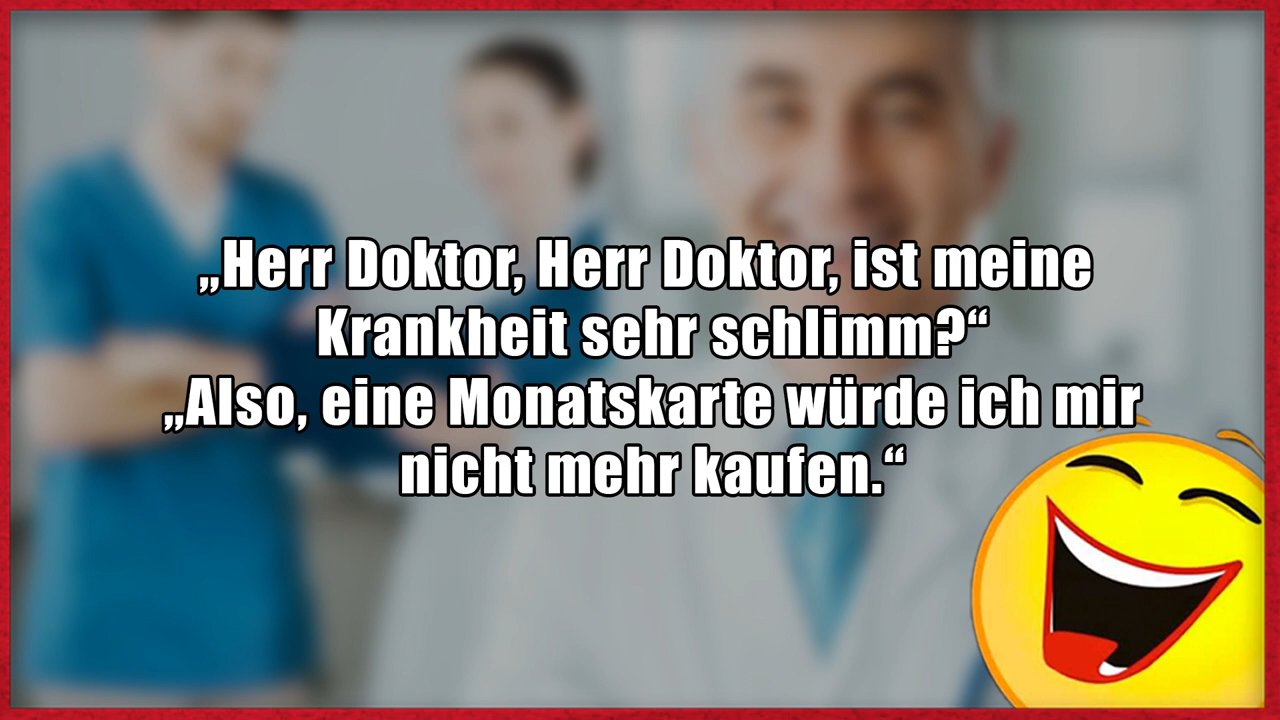 „Herr Doktor, Herr Doktor, ist meine
Krankheit sehr schlimm?“
„Also, eine Monatskarte würde ich mir
nicht mehr kaufen.“